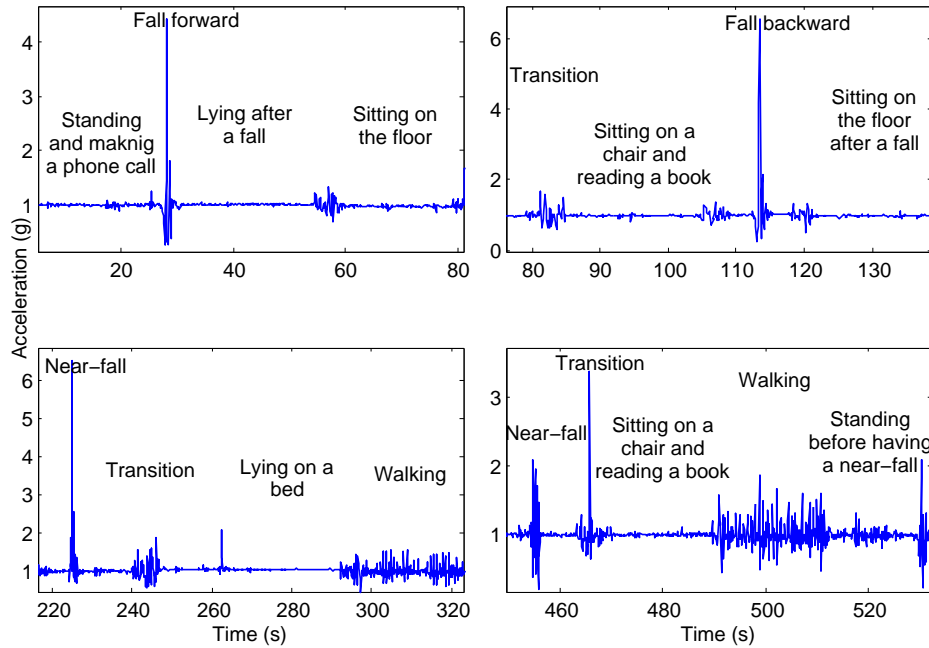 Fall forward
4
3
2
1
Standing
and maknig
a phone call
Lying after
a fall
Sitting on
the floor
20
40
60
80
Fall backward
6
4
2
0
Transition
Sitting on a
chair and
reading a book
Sitting on
the floor
after a fall
80
90
100
110
120
130
Acceleration (g)
Near−fall
6
5
4
3
2
1
Transition
Lying on a
bed
Walking
220
240
260
280
300
320
Time (s)
Transition
3
2
1
0
Near−fall
Sitting on a
chair and
reading a book
Walking
Standing
before having
a near−fall
460
480
500
520
Time (s)